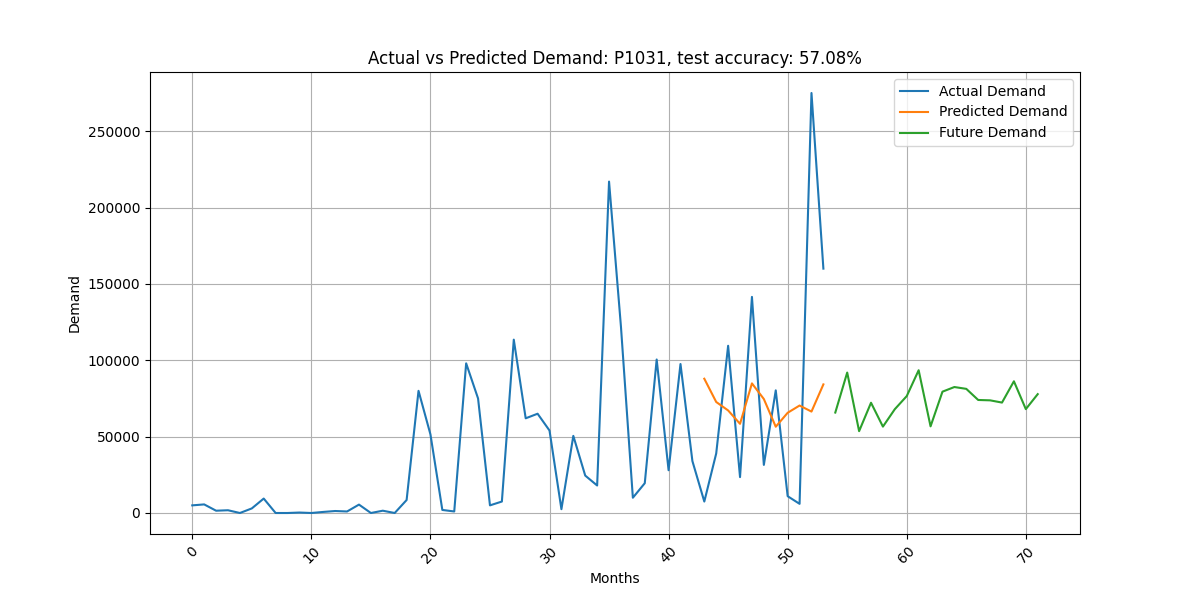 Actual vs Predicted Demand: P1031, test accuracy: 57.08%
Actual Demand
Predicted Demand
Future Demand
250000
200000
150000
100000
50000
0
Demand
0 10 20 30 40 50 60 70
Months